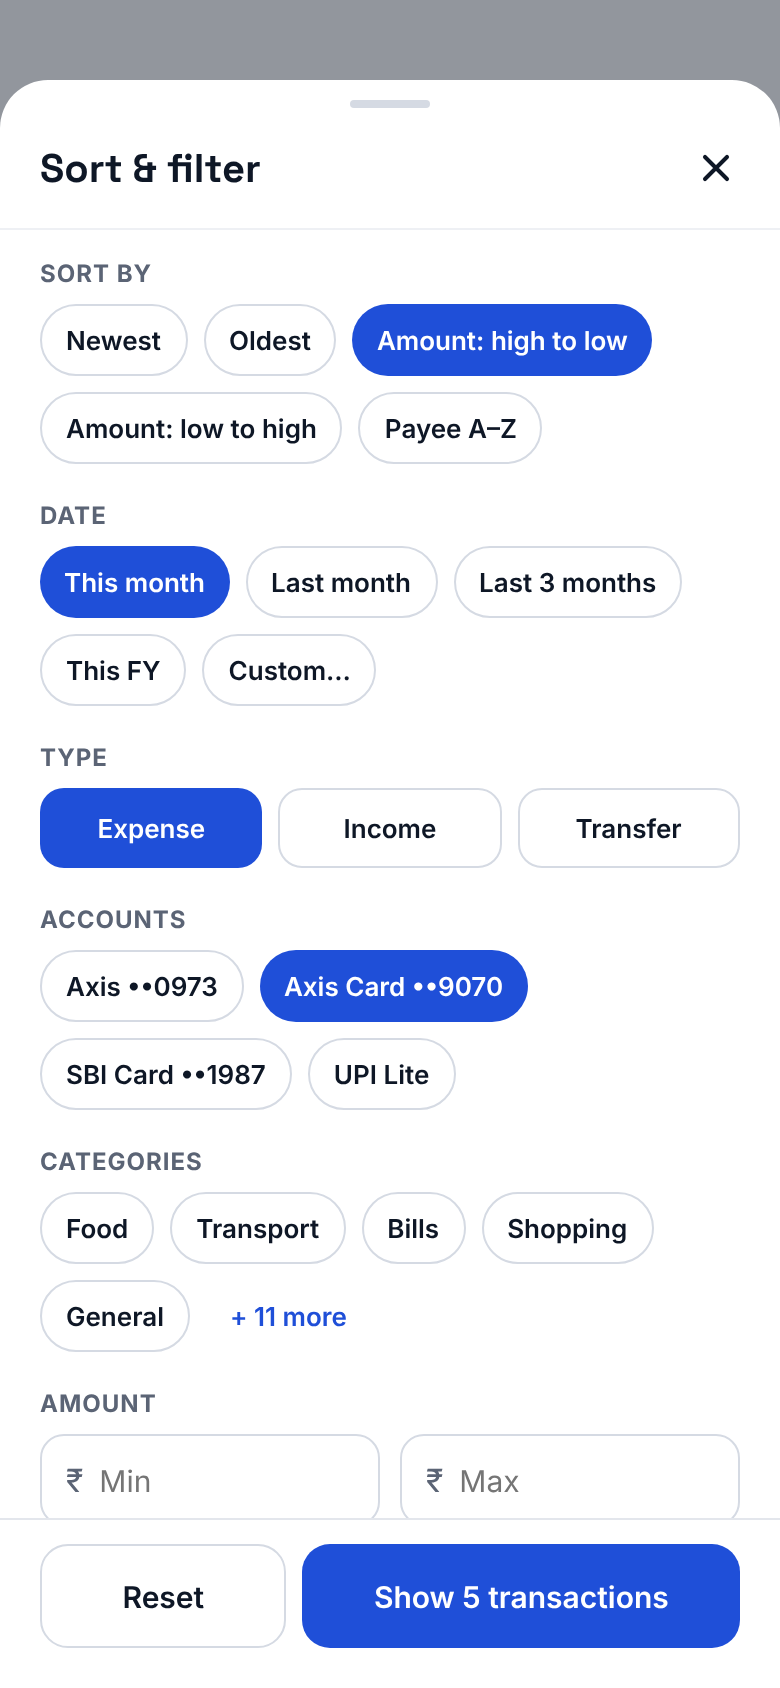 Sort & filter
SORT BY
Newest
Oldest
Amount: high to low
Amount: low to high
Payee A–Z
DATE
This month
Last month
Last 3 months
This FY
Custom...
TYPE
Expense
Income
Transfer
ACCOUNTS
Axis ••0973
Axis Card ••9070
SBI Card ••1987
UPI Lite
CATEGORIES
Food
Transport
Bills
Shopping
General
+ 11 more
AMOUNT
₹ Min
₹ Max
Reset
Show 5 transactions